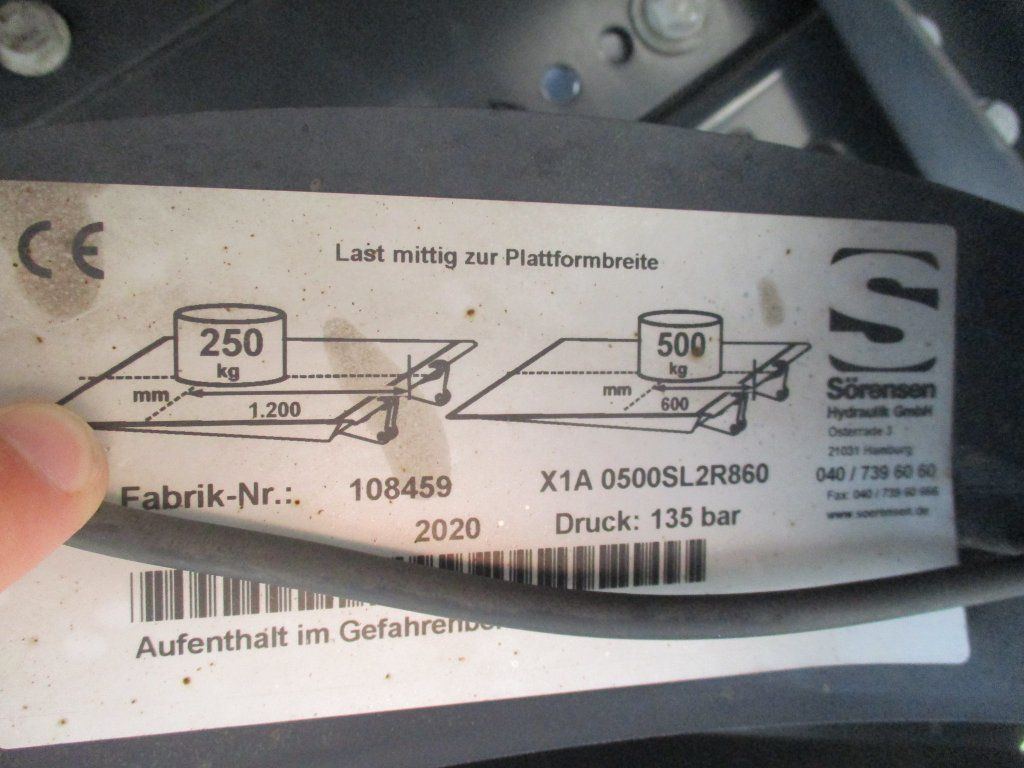 CE
Last mittig zur Plattformbreite
250
kg
mm
1.200
500
kg
mm
600
S
Sörensen
Hydraulik GmbH
Osterrade 3
21031 Hamburg
040 / 739 60 60
Fax: 040 / 739 60 666
www.soerensen.de
Fabrik-Nr.: 108459
X1A 0500SL2R860
2020
Druck: 135 bar
Aufenthalt im